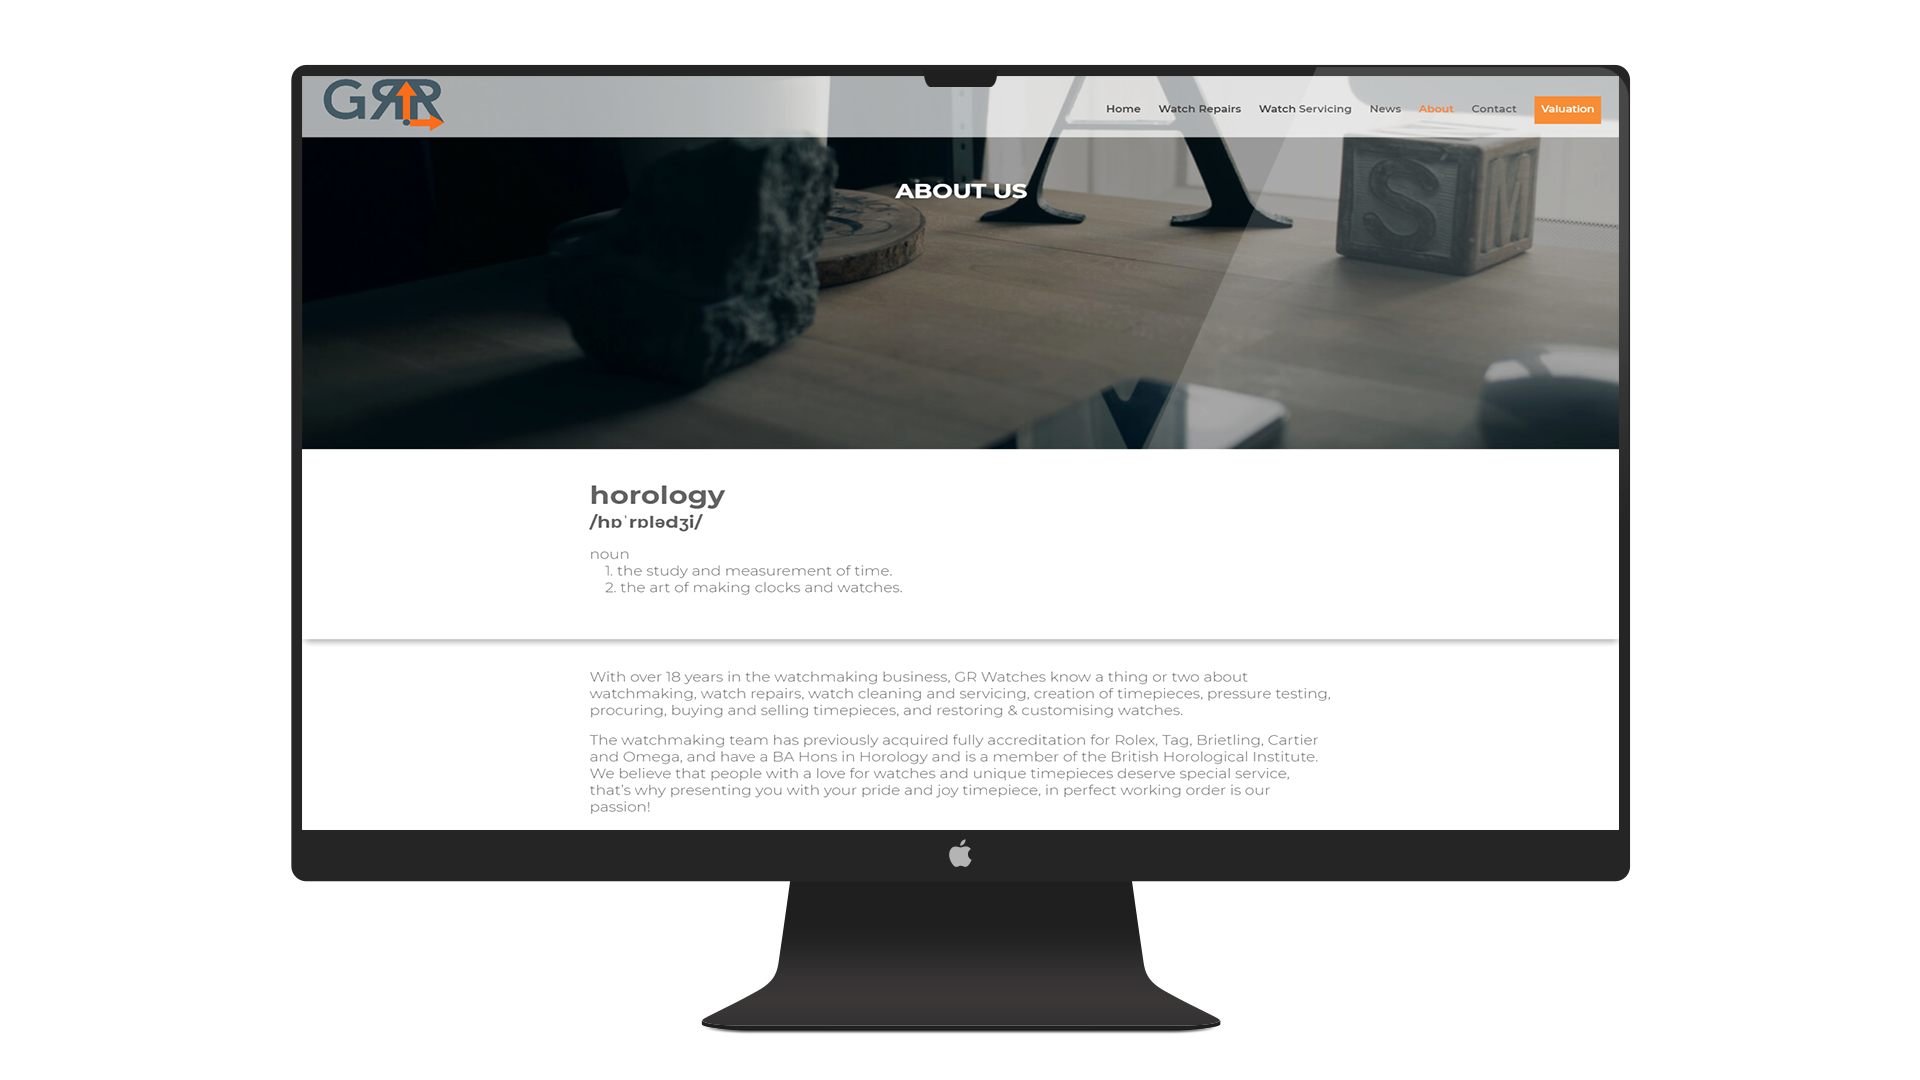 GRR
Home Watch Repairs Watch Servicing News About Contact Valuation
ABOUT US
A
S M
horology
/hɒˈrɒlədʒi/
noun
1. the study and measurement of time.
2. the art of making clocks and watches.
With over 18 years in the watchmaking business, GR Watches know a thing or two about
watchmaking, watch repairs, watch cleaning and servicing, creation of timepieces, pressure testing,
procuring, buying and selling timepieces, and restoring & customising watches.
The watchmaking team has previously acquired fully accreditation for Rolex, Tag, Brietling, Cartier
and Omega, and have a BA Hons in Horology and is a member of the British Horological Institute.
We believe that people with a love for watches and unique timepieces deserve special service,
that's why presenting you with your pride and joy timepiece, in perfect working order is our
passion!